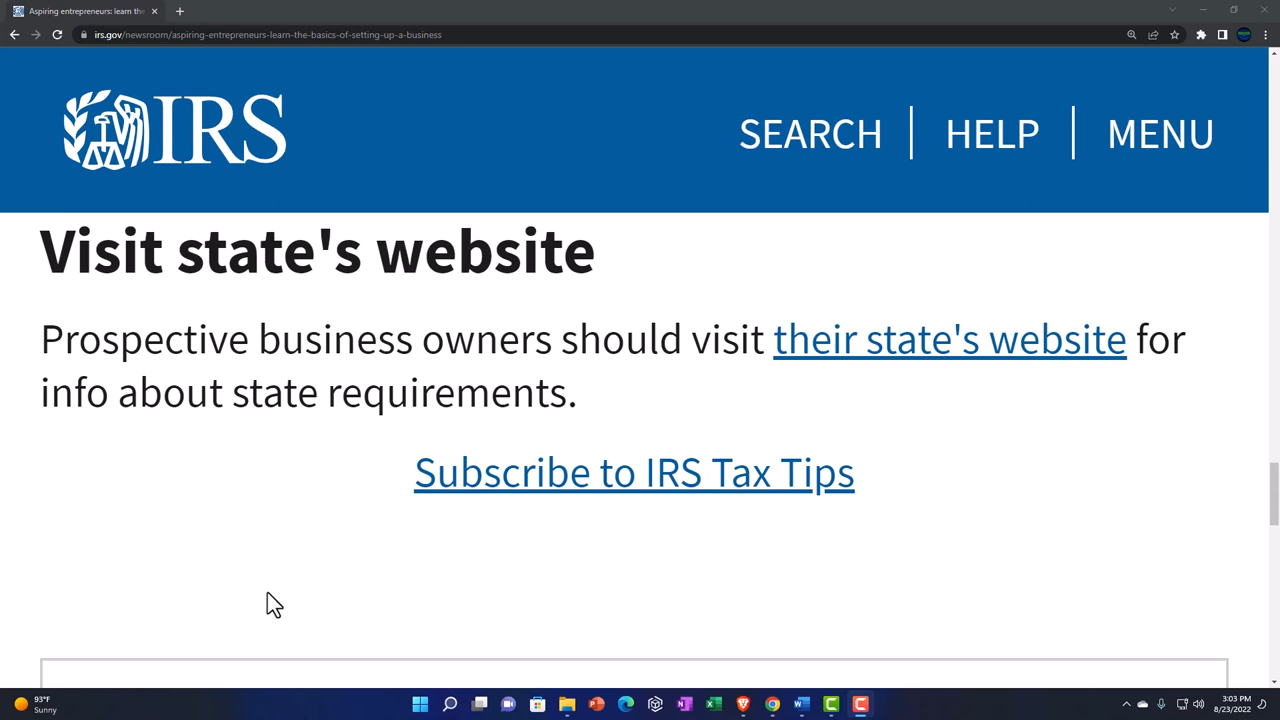 Aspiring entrepreneurs: learn the
irs.gov/newsroom/aspiring-entrepreneurs-learn-the-basics-of-setting-up-a-business
IRS
SEARCH
HELP
MENU
Visit state's website
Prospective business owners should visit their state's website for
info about state requirements.
Subscribe to IRS Tax Tips
93°F
Sunny
3:03 PM
8/23/2022